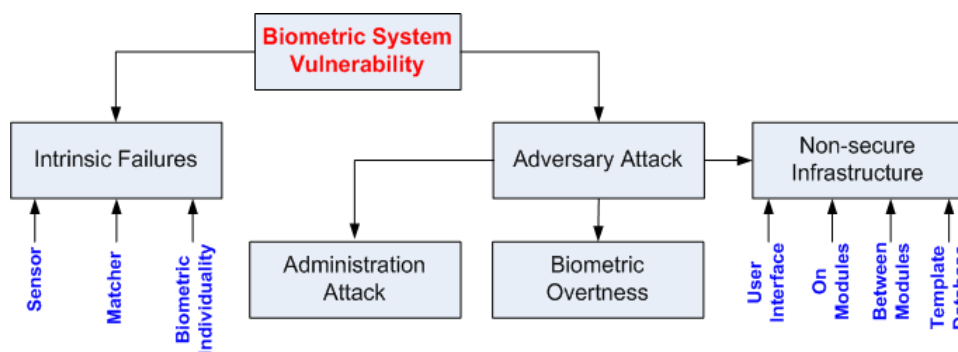 Biometric System
Vulnerability
Intrinsic Failures
Adversary Attack
Non-secure
Infrastructure
Administration
Attack
Biometric
Overtness
Sensor
Matcher
Biometric
Individuality
User
Interface
On
Modules
Between
Modules
Template